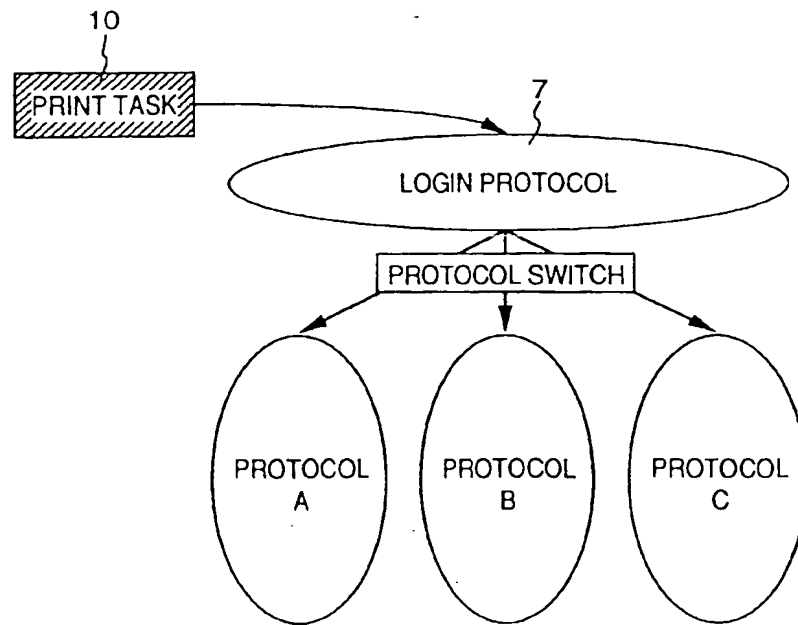 10
PRINT TASK
7
LOGIN PROTOCOL
PROTOCOL SWITCH
PROTOCOL
A
PROTOCOL
B
PROTOCOL
C